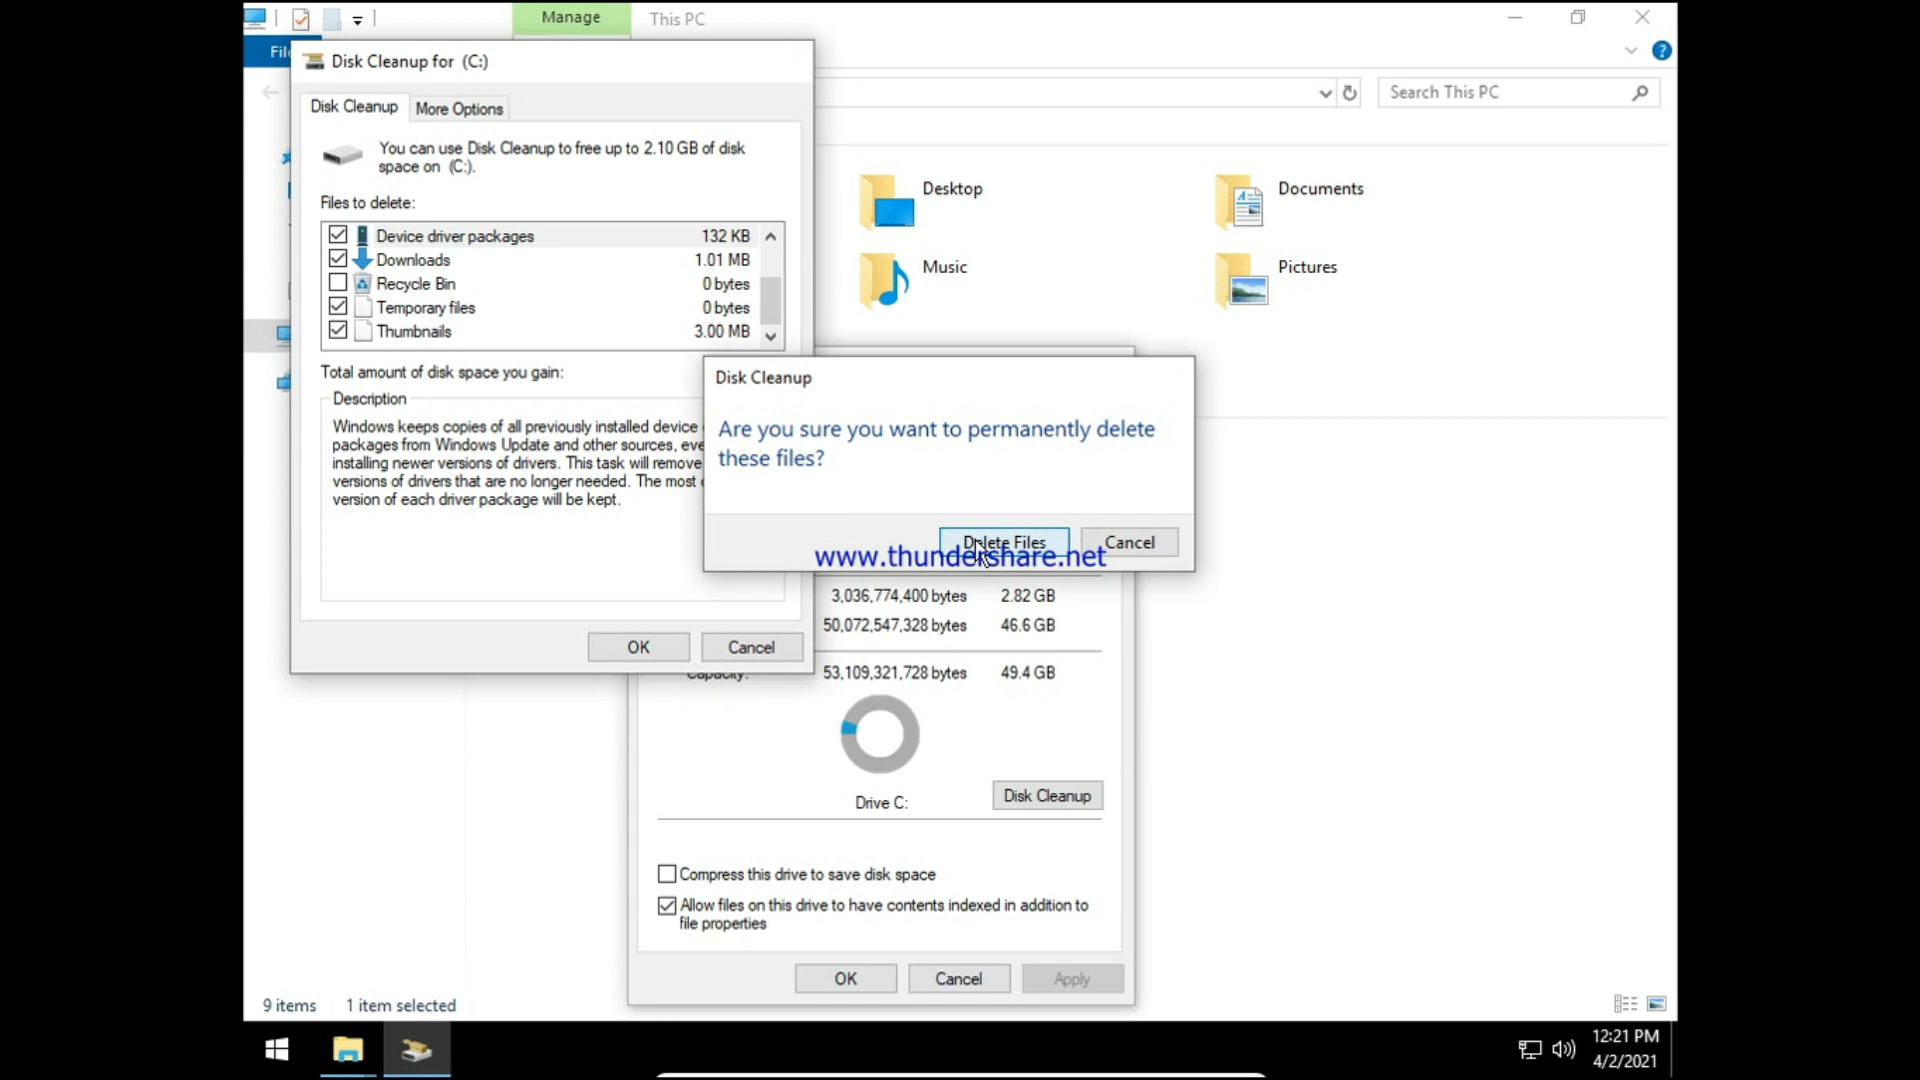 Manage
This PC
Disk Cleanup for (C:)
Search This PC
Disk Cleanup
More Options
You can use Disk Cleanup to free up to 2.10 GB of disk
space on (C:).
Files to delete:
Device driver packages 132 KB
Downloads 1.01 MB
Recycle Bin 0 bytes
Temporary files 0 bytes
Thumbnails 3.00 MB
Total amount of disk space you gain:
Description
Windows keeps copies of all previously installed device
packages from Windows Update and other sources,
installing newer versions of drivers. This task will remove
versions of drivers that are no longer needed. The most
version of each driver package will be kept.
OK
Cancel
Desktop
Documents
Music
Pictures
Disk Cleanup
Are you sure you want to permanently delete
these files?
Delete Files
Cancel
www.thundershare.net
3,036,774,400 bytes 2.82 GB
50,072,547,328 bytes 46.6 GB
Capacity: 53,109,321,728 bytes 49.4 GB
Drive C:
Disk Cleanup
Compress this drive to save disk space
Allow files on this drive to have contents indexed in addition to
file properties
OK
Cancel
Apply
9 items
1 item selected
12:21 PM
4/2/2021